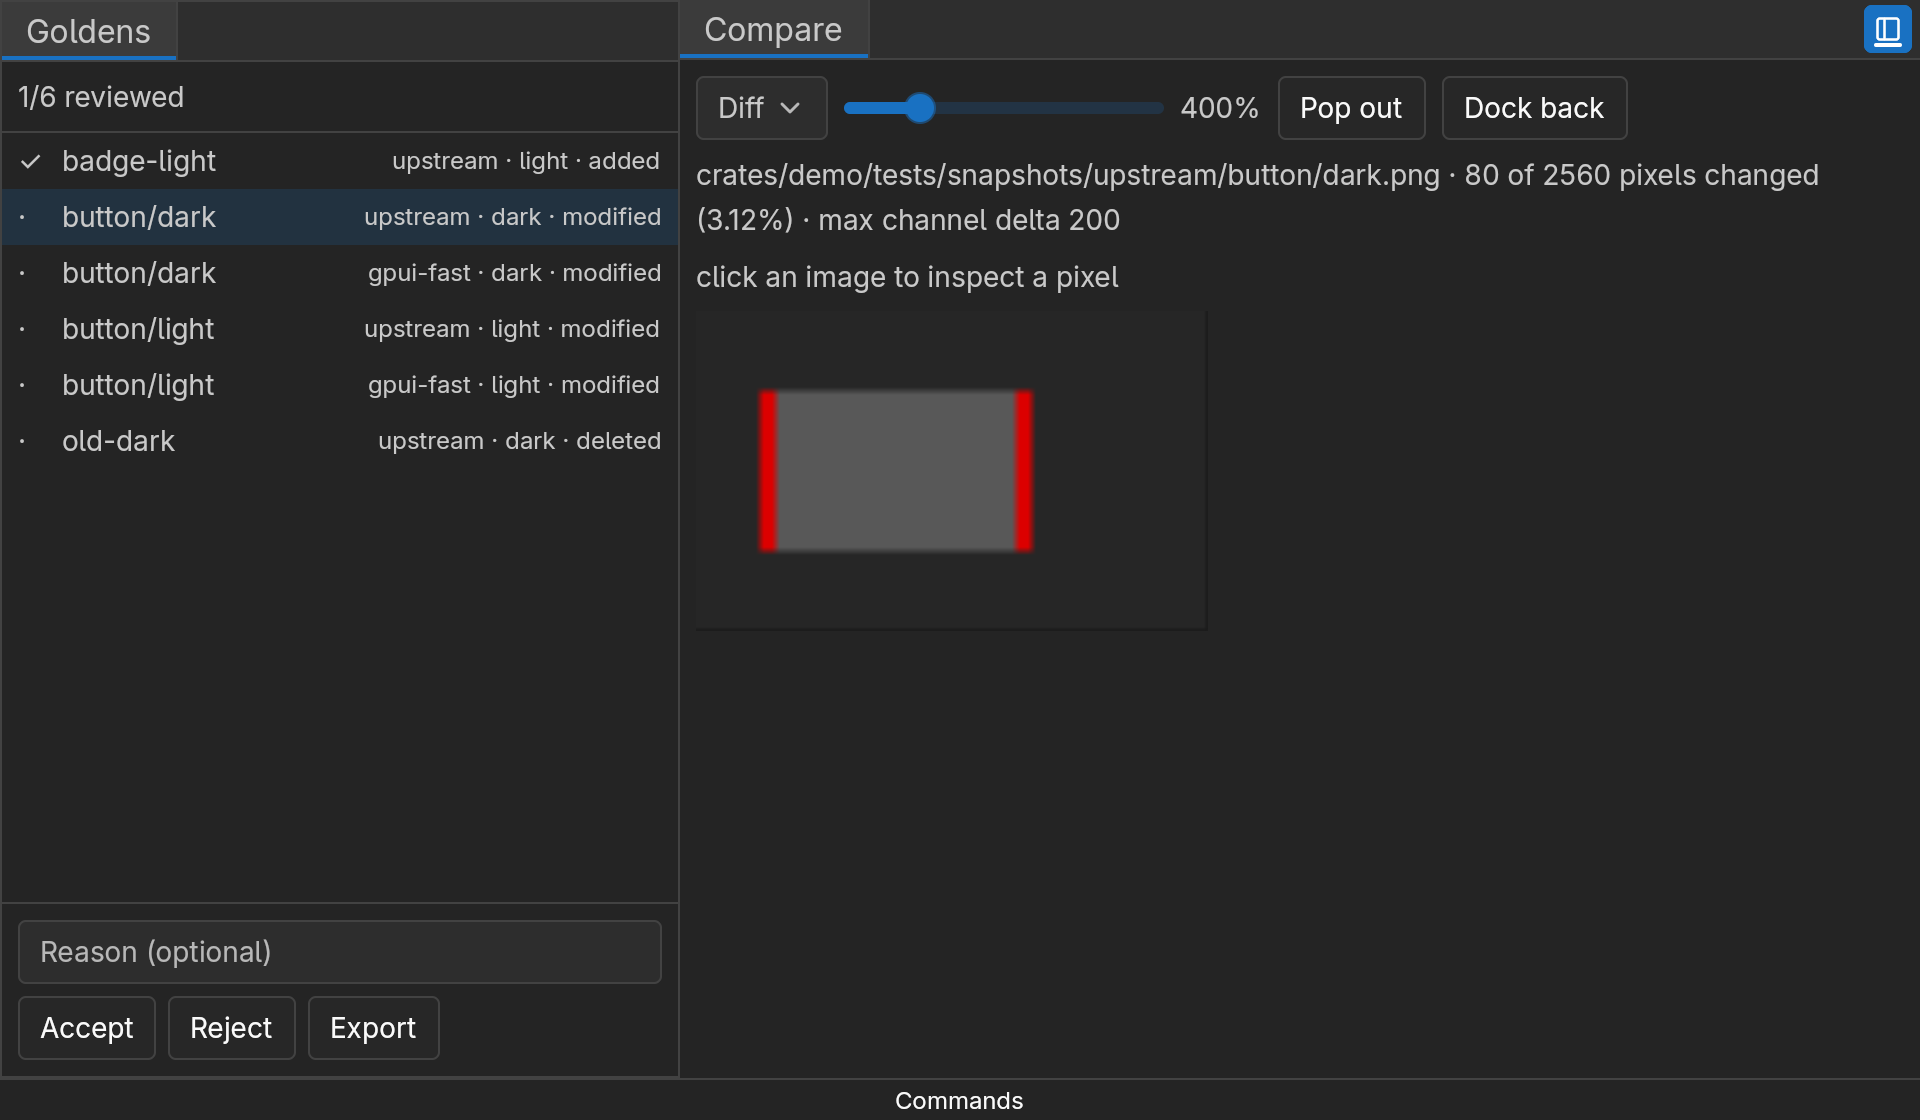 Goldens
1/6 reviewed
badge-light upstream · light · added
button/dark upstream · dark · modified
button/dark gpui-fast · dark · modified
button/light upstream · light · modified
button/light gpui-fast · light · modified
old-dark upstream · dark · deleted
Reason (optional)
Accept Reject Export
Compare
Diff 400% Pop out Dock back
crates/demo/tests/snapshots/upstream/button/dark.png · 80 of 2560 pixels changed
(3.12%) · max channel delta 200
click an image to inspect a pixel
Commands